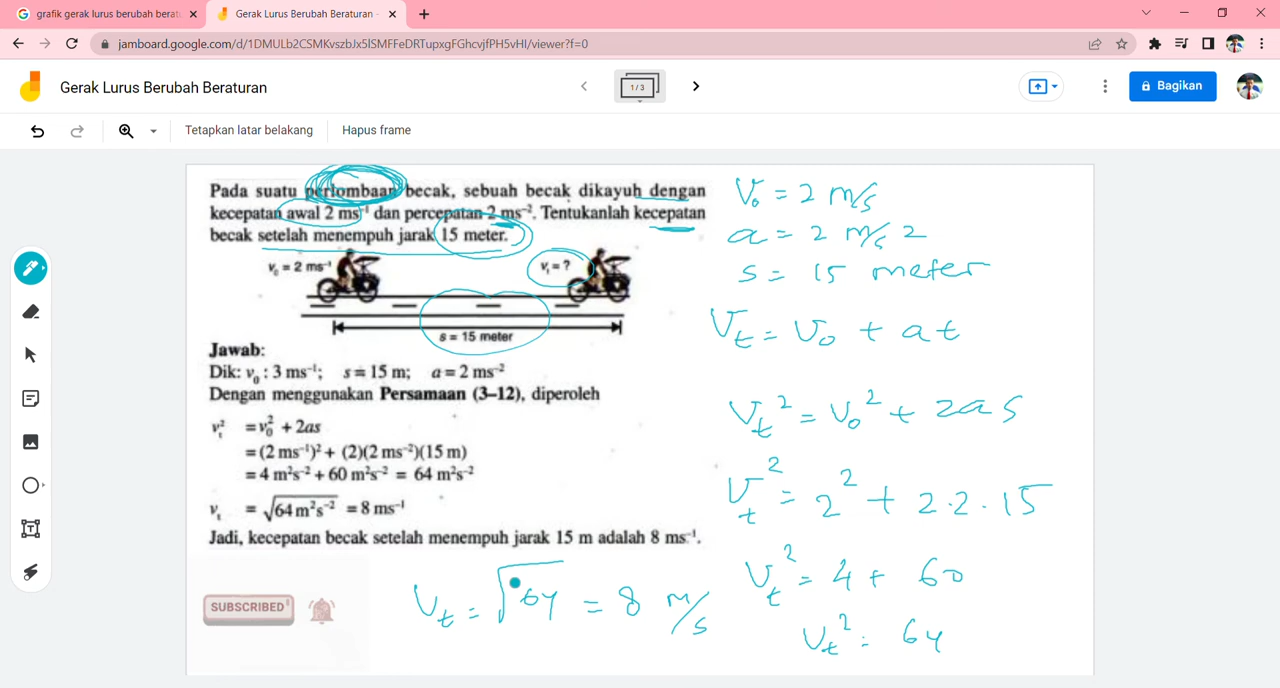 grafik gerak lurus berubah berat
Gerak Lurus Berubah Beraturan -
jamboard.google.com/d/1DMULb2CSMKvszbJx5lSMFFeDRTupxgFGhcvjfPH5vHI/viewer?f=0
Gerak Lurus Berubah Beraturan
1 / 3
Bagikan
Tetapkan latar belakang
Hapus frame
Pada suatu perlombaan becak, sebuah becak dikayuh dengan
kecepatan awal 2 ms⁻¹ dan percepatan 2 ms⁻². Tentukanlah kecepatan
becak setelah menempuh jarak 15 meter.
v₀ = 2 ms⁻¹
vₜ = ?
s = 15 meter
Jawab:
Dik: v₀ : 3 ms⁻¹; s = 15 m; a = 2 ms⁻²
Dengan menggunakan Persamaan (3–12), diperoleh
vₜ² = v₀² + 2as
= (2 ms⁻¹)² + (2)(2 ms⁻²)(15 m)
= 4 m²s⁻² + 60 m²s⁻² = 64 m²s⁻²
vₜ = √64 m²s⁻² = 8 ms⁻¹
Jadi, kecepatan becak setelah menempuh jarak 15 m adalah 8 ms⁻¹.
SUBSCRIBED
V₀ = 2 m/s
a = 2 m/s 2
s = 15 meter
Vₜ = V₀ + at
Vₜ² = V₀² + 2as
Vₜ² = 2² + 2.2.15
Vₜ² = 4 + 60
Vₜ² = 64
Vₜ = √64 = 8 m/s